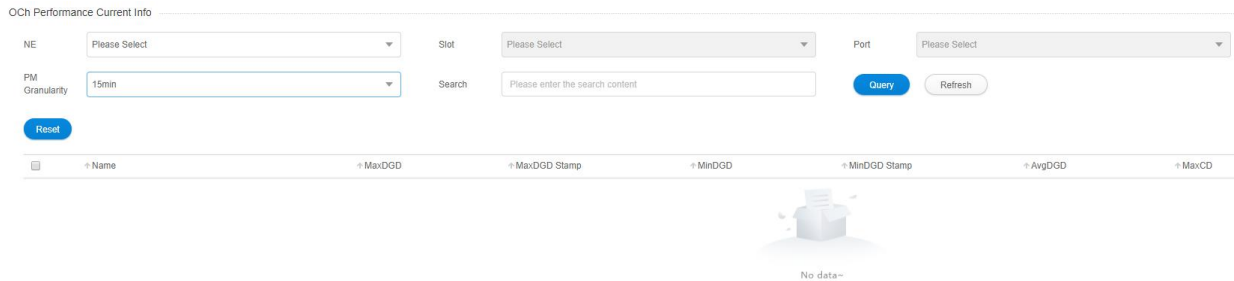 OCh Performance Current Info
NE Please Select Slot Please Select Port Please Select
PM Granularity 15min Search Please enter the search content Query Refresh
Reset
Name MaxDGD MaxDGD Stamp MinDGD MinDGD Stamp AvgDGD MaxCD
No data~